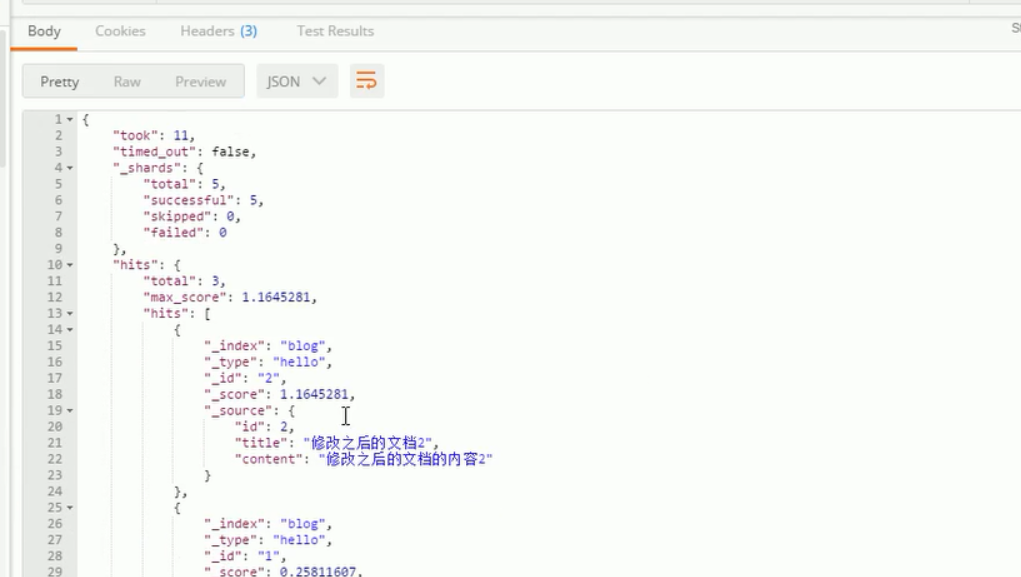 Body Cookies Headers (3) Test Results
Pretty Raw Preview JSON
1 {
2 "took": 11,
3 "timed_out": false,
4 "_shards": {
5 "total": 5,
6 "successful": 5,
7 "skipped": 0,
8 "failed": 0
9 },
10 "hits": {
11 "total": 3,
12 "max_score": 1.1645281,
13 "hits": [
14 {
15 "_index": "blog",
16 "_type": "hello",
17 "_id": "2",
18 "_score": 1.1645281,
19 "_source": {
20 "id": 2,
21 "title": "修改之后的文档2",
22 "content": "修改之后的文档的内容2"
23 }
24 },
25 {
26 "_index": "blog",
27 "_type": "hello",
28 "_id": "1",
29 "_score": 0.25811607,